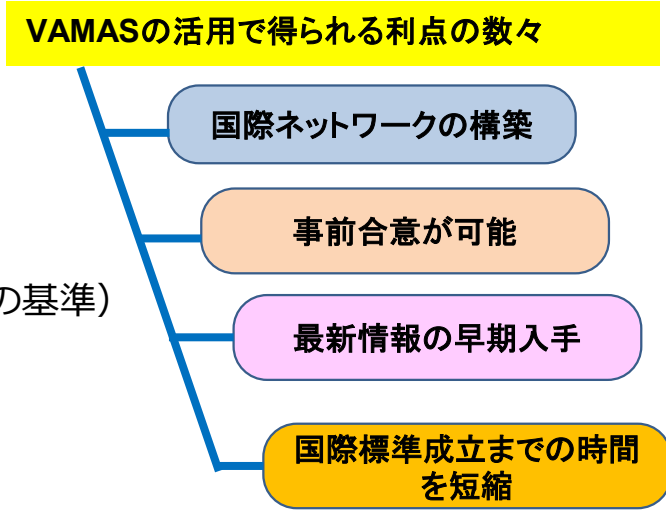 VAMASの活用で得られる利点の数々
国際ネットワークの構築
事前合意が可能
の基準）
最新情報の早期入手
国際標準成立までの時間
を短縮